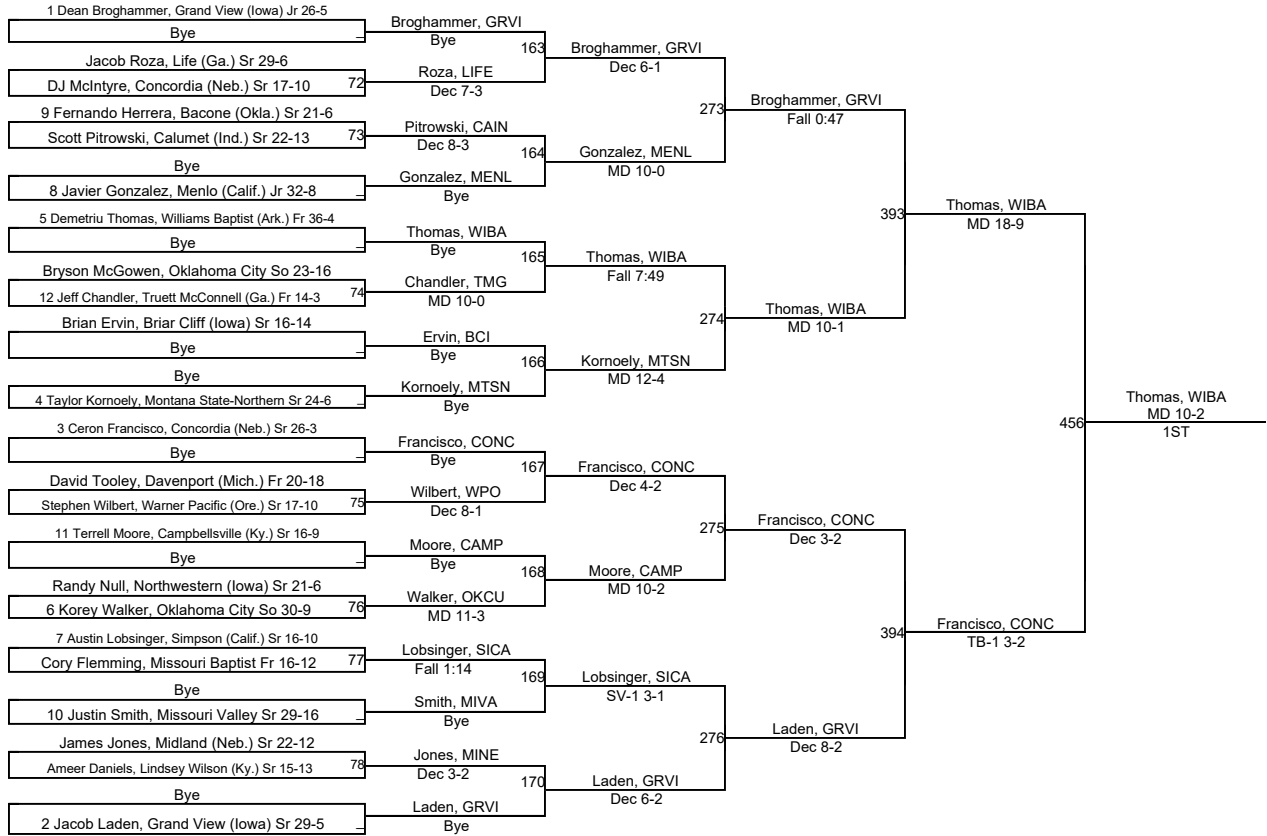 1 Dean Broghammer, Grand View (Iowa) Jr 26-5
Bye _
Jacob Roza, Life (Ga.) Sr 29-6
DJ McIntyre, Concordia (Neb.) Sr 17-10 72
9 Fernando Herrera, Bacone (Okla.) Sr 21-6
Scott Pitrowski, Calumet (Ind.) Sr 22-13 73
Bye
8 Javier Gonzalez, Menlo (Calif.) Jr 32-8 _
5 Demetriu Thomas, Williams Baptist (Ark.) Fr 36-4
Bye _
Bryson McGowen, Oklahoma City So 23-16
12 Jeff Chandler, Truett McConnell (Ga.) Fr 14-3 74
Brian Ervin, Briar Cliff (Iowa) Sr 16-14
Bye _
Bye
4 Taylor Kornoely, Montana State-Northern Sr 24-6 _
3 Ceron Francisco, Concordia (Neb.) Sr 26-3
Bye _
David Tooley, Davenport (Mich.) Fr 20-18
Stephen Wilbert, Warner Pacific (Ore.) Sr 17-10 75
11 Terrell Moore, Campbellsville (Ky.) Sr 16-9
Bye _
Randy Null, Northwestern (Iowa) Sr 21-6
6 Korey Walker, Oklahoma City So 30-9 76
7 Austin Lobsinger, Simpson (Calif.) Sr 16-10
Cory Flemming, Missouri Baptist Fr 16-12 77
Bye
10 Justin Smith, Missouri Valley Sr 29-16 _
James Jones, Midland (Neb.) Sr 22-12
Ameer Daniels, Lindsey Wilson (Ky.) Sr 15-13 78
Bye
2 Jacob Laden, Grand View (Iowa) Sr 29-5 _
Broghammer, GRVI
Bye
163
Roza, LIFE
Dec 7-3
Pitrowski, CAIN
Dec 8-3
164
Gonzalez, MENL
Bye
Thomas, WIBA
Bye
165
Chandler, TMG
MD 10-0
Ervin, BCI
Bye
166
Kornoely, MTSN
Bye
Francisco, CONC
Bye
167
Wilbert, WPO
Dec 8-1
Moore, CAMP
Bye
168
Walker, OKCU
MD 11-3
Lobsinger, SICA
Fall 1:14
169
Smith, MIVA
Bye
Jones, MINE
Dec 3-2
170
Laden, GRVI
Bye
Broghammer, GRVI
Dec 6-1
273
Gonzalez, MENL
MD 10-0
Thomas, WIBA
Fall 7:49
274
Kornoely, MTSN
MD 12-4
Francisco, CONC
Dec 4-2
275
Moore, CAMP
MD 10-2
Lobsinger, SICA
SV-1 3-1
276
Laden, GRVI
Dec 6-2
Broghammer, GRVI
Fall 0:47
393
Thomas, WIBA
MD 10-1
Francisco, CONC
Dec 3-2
394
Laden, GRVI
Dec 8-2
Thomas, WIBA
MD 18-9
456
Francisco, CONC
TB-1 3-2
Thomas, WIBA
MD 10-2
1ST